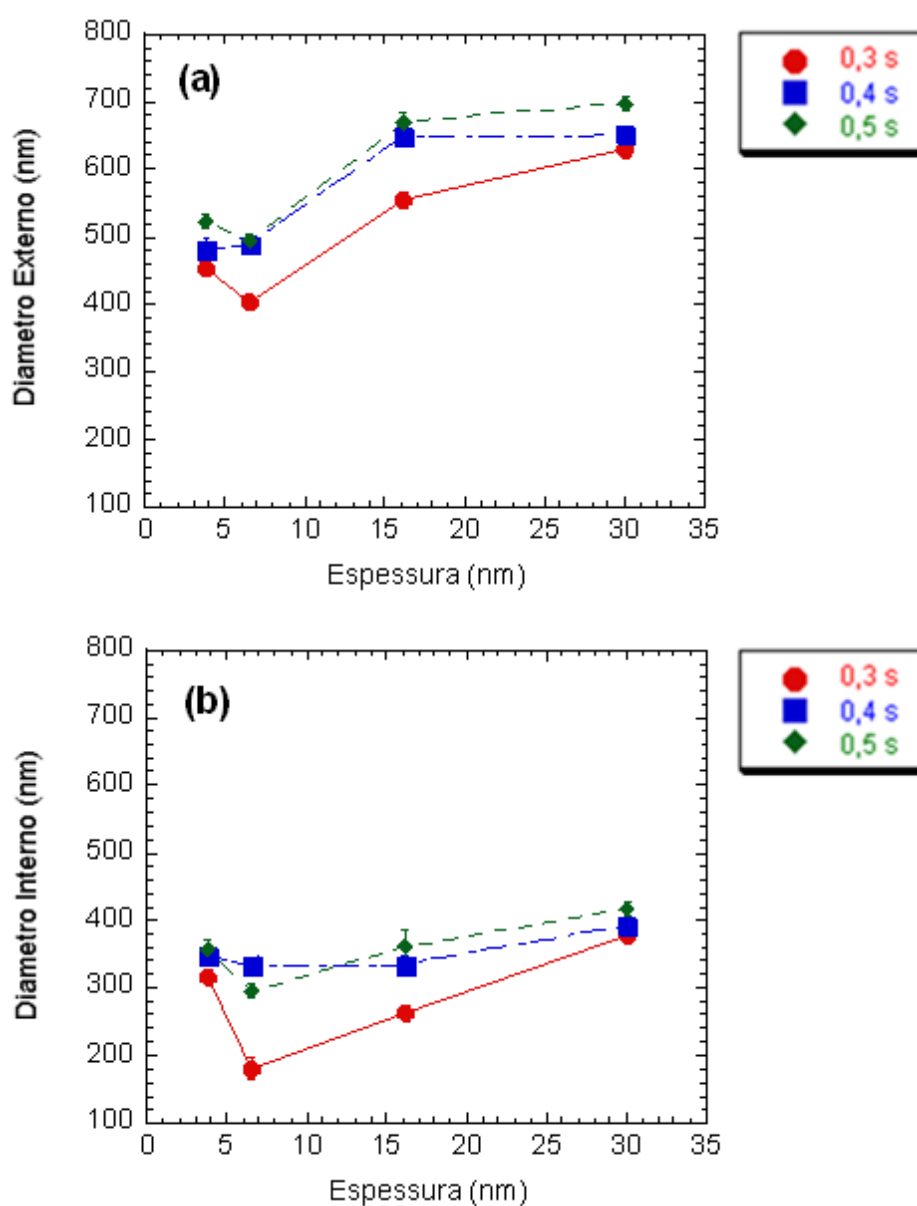 800
700
600
500
400
300
200
100
(a)
0,3 s
0,4 s
0,5 s
Diametro Externo (nm)
0 5 10 15 20 25 30 35
Espessura (nm)
800
700
600
500
400
300
200
100
(b)
0,3 s
0,4 s
0,5 s
Diametro Interno (nm)
0 5 10 15 20 25 30 35
Espessura (nm)